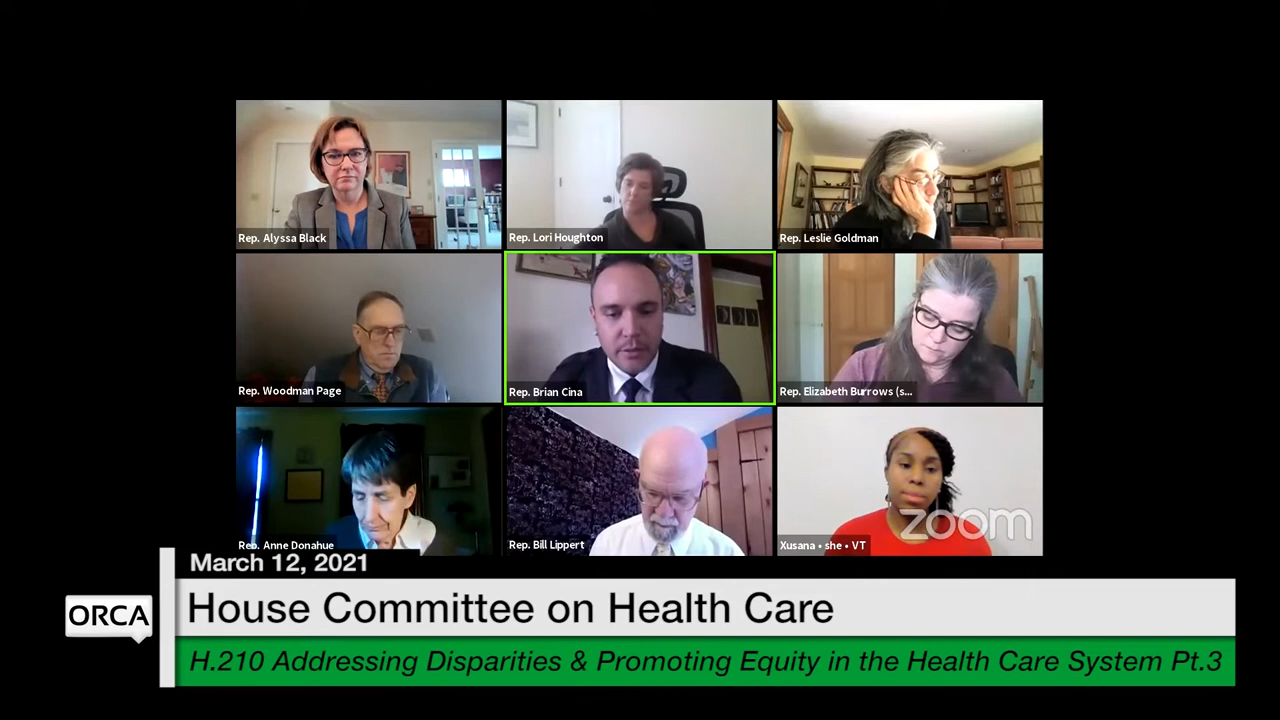 Rep. Alyssa Black
Rep. Lori Houghton
Rep. Leslie Goldman
Rep. Woodman Page
Rep. Brian Cina
Rep. Elizabeth Burrows (s...
Rep. Anne Donahue
Rep. Bill Lippert
Xusana • she • VT
zoom
March 12, 2021
ORCA
House Committee on Health Care
H.210 Addressing Disparities & Promoting Equity in the Health Care System Pt.3